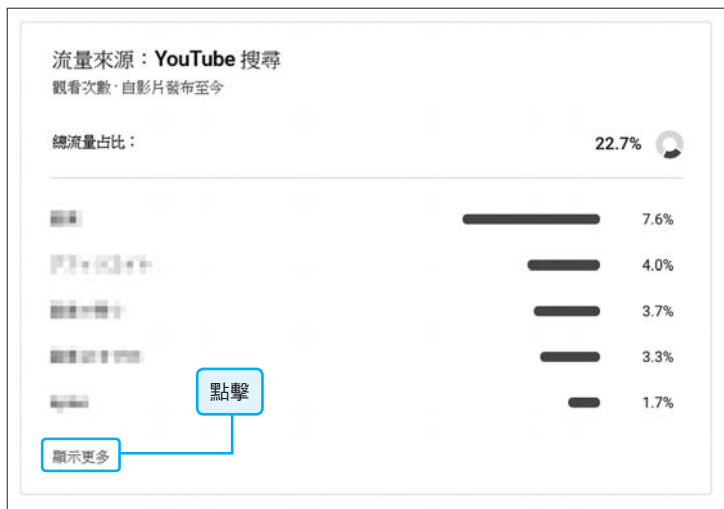 流量來源：YouTube 搜尋
觀看次數·自影片發布至今
總流量占比： 22.7%
7.6%
4.0%
3.7%
3.3%
1.7%
點擊
顯示更多